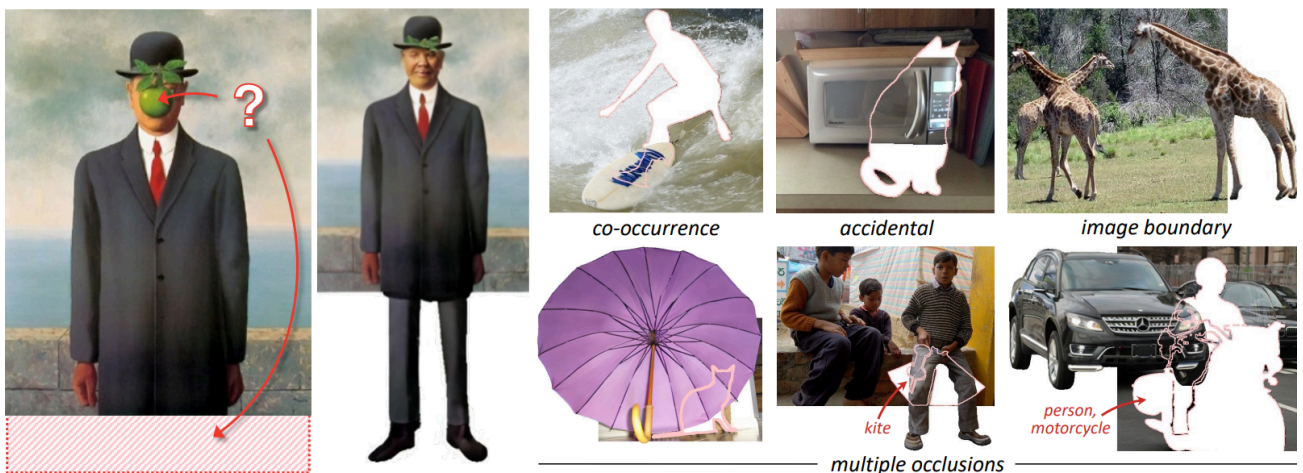 ?
co-occurrence
accidental
image boundary
kite
person,
motorcycle
multiple occlusions